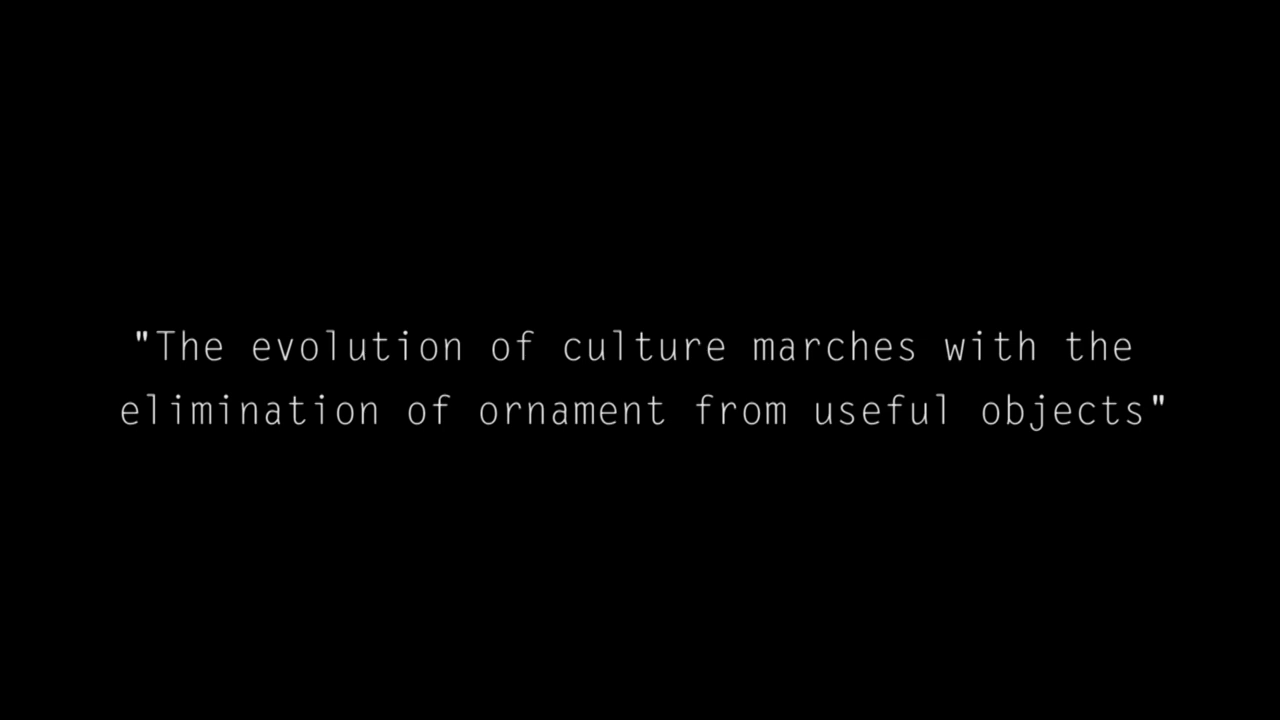 "The evolution of culture marches with the
elimination of ornament from useful objects"